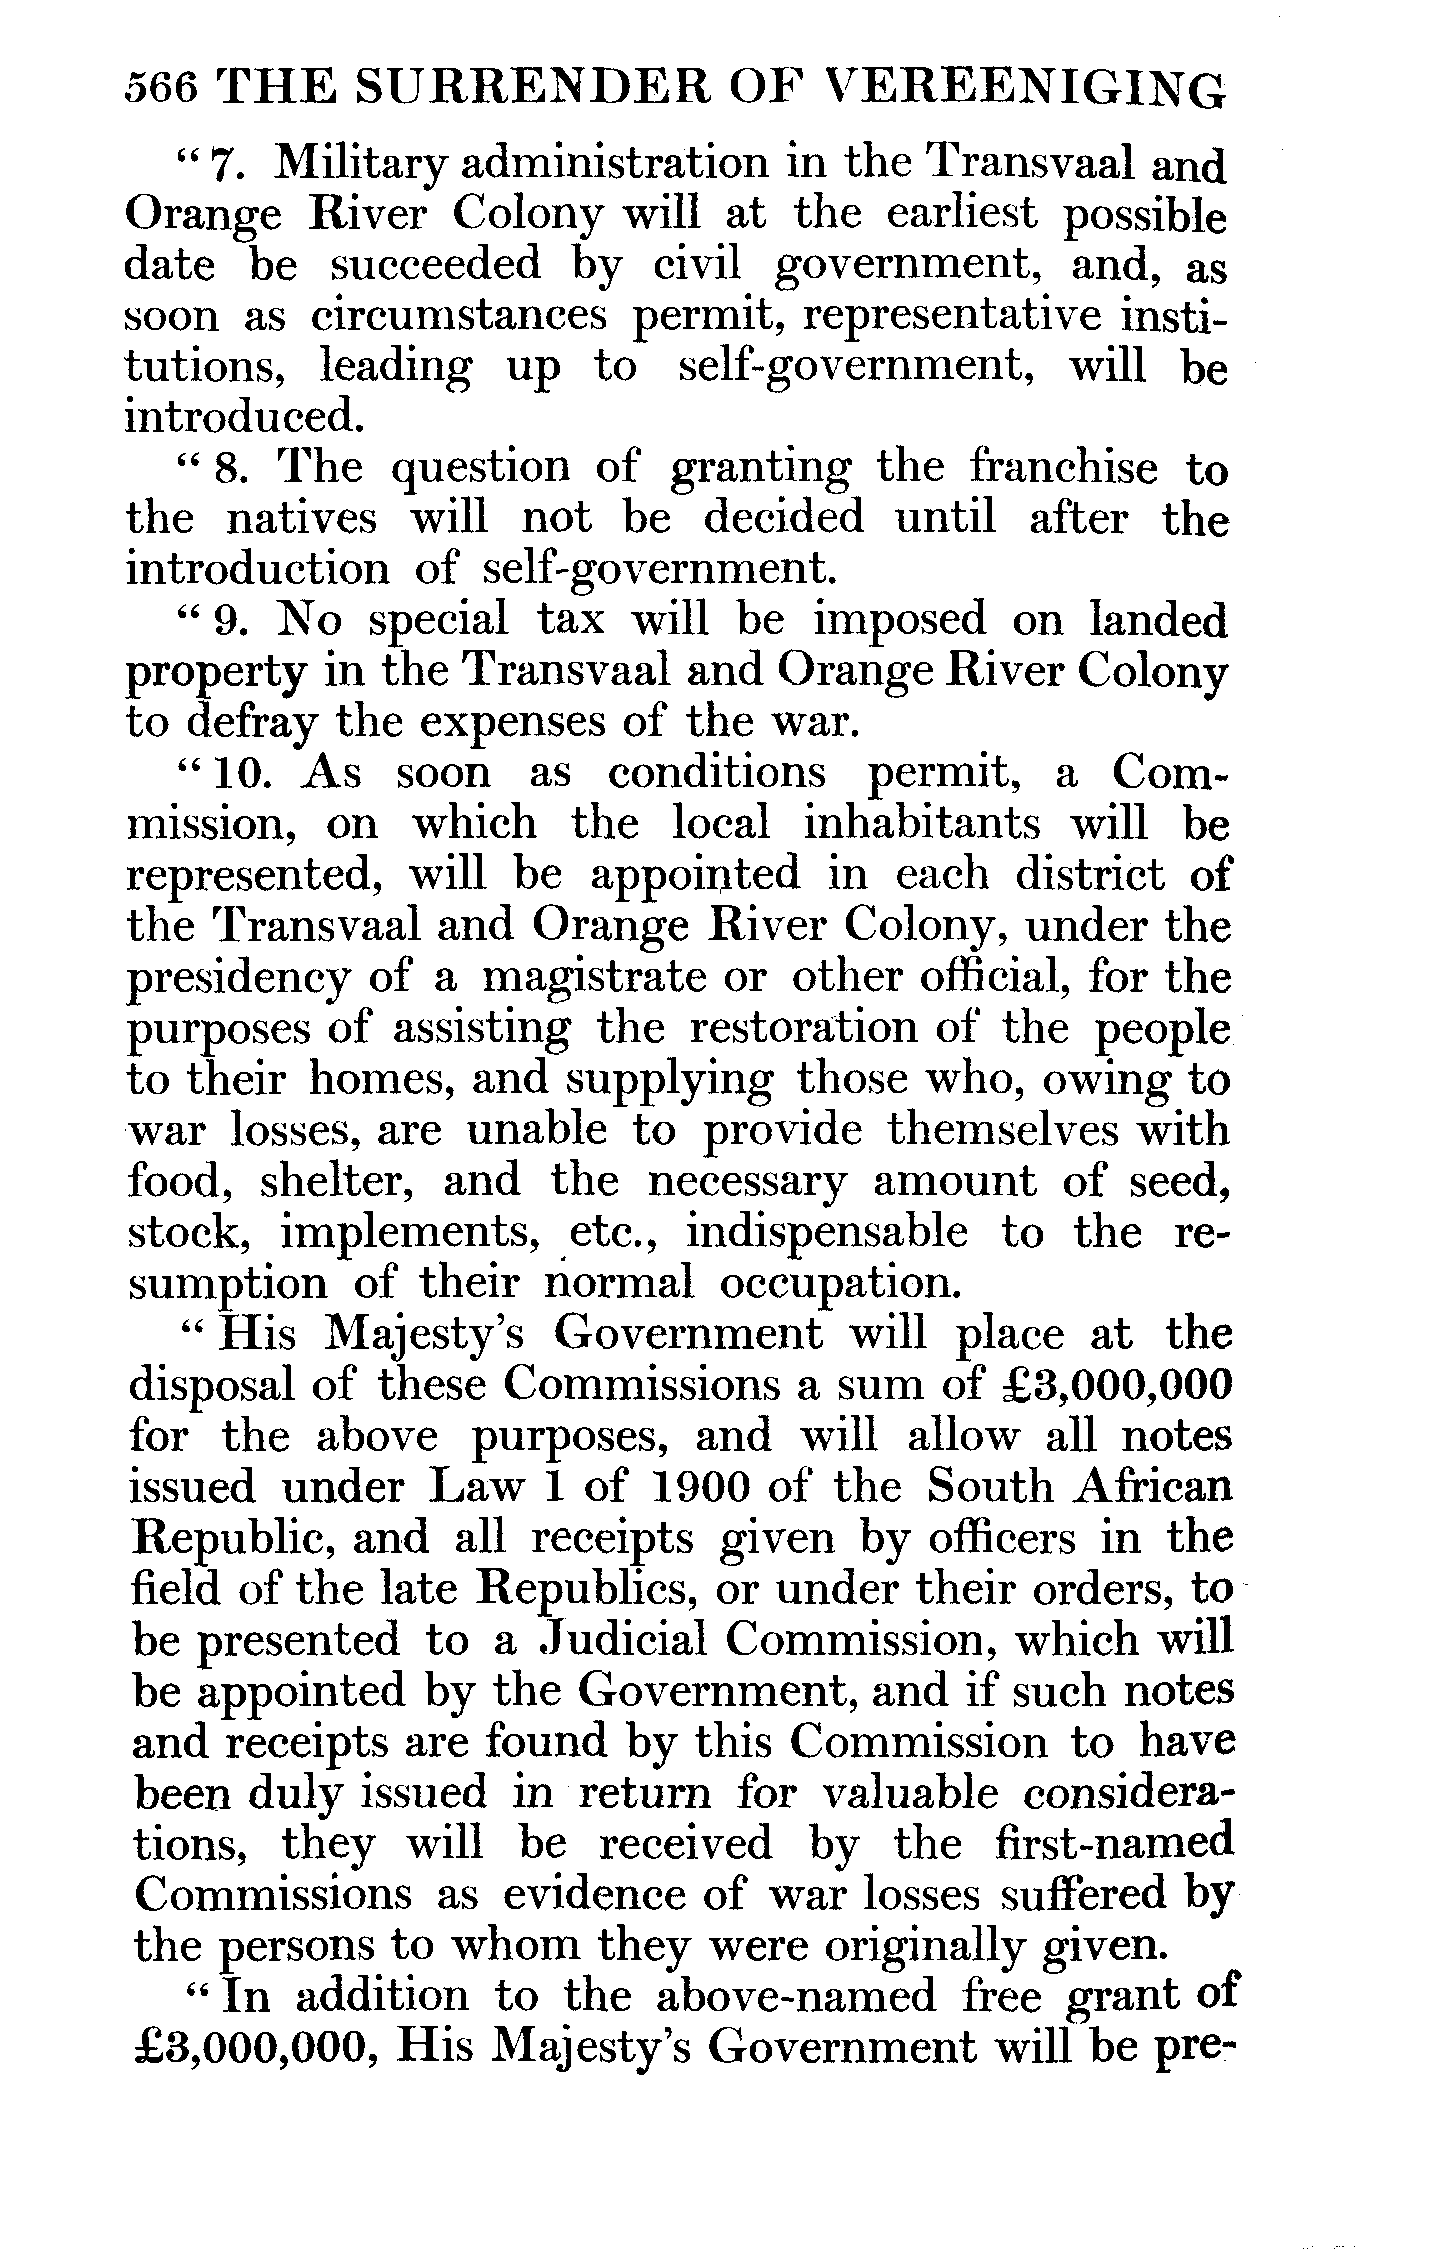 566 THE SURRENDER OF VEREENIGING
“ 7. Military administration in the Transvaal and
Orange River Colony will at the earliest possible
date be succeeded by civil government, and, as
soon as circumstances permit, representative insti-
tutions, leading up to self-government, will be
introduced.
“ 8. The question of granting the franchise to
the natives will not be decided until after the
introduction of self-government.
“ 9. No special tax will be imposed on landed
property in the Transvaal and Orange River Colony
to defray the expenses of the war.
“ 10. As soon as conditions permit, a Com-
mission, on which the local inhabitants will be
represented, will be appointed in each district of
the Transvaal and Orange River Colony, under the
presidency of a magistrate or other official, for the
purposes of assisting the restoration of the people
to their homes, and supplying those who, owing to
war losses, are unable to provide themselves with
food, shelter, and the necessary amount of seed,
stock, implements, etc., indispensable to the re-
sumption of their normal occupation.
“ His Majesty’s Government will place at the
disposal of these Commissions a sum of £3,000,000
for the above purposes, and will allow all notes
issued under Law 1 of 1900 of the South African
Republic, and all receipts given by officers in the
field of the late Republics, or under their orders, to
be presented to a Judicial Commission, which will
be appointed by the Government, and if such notes
and receipts are found by this Commission to have
been duly issued in return for valuable considera-
tions, they will be received by the first-named
Commissions as evidence of war losses suffered by
the persons to whom they were originally given.
“ In addition to the above-named free grant of
£3,000,000, His Majesty’s Government will be pre-